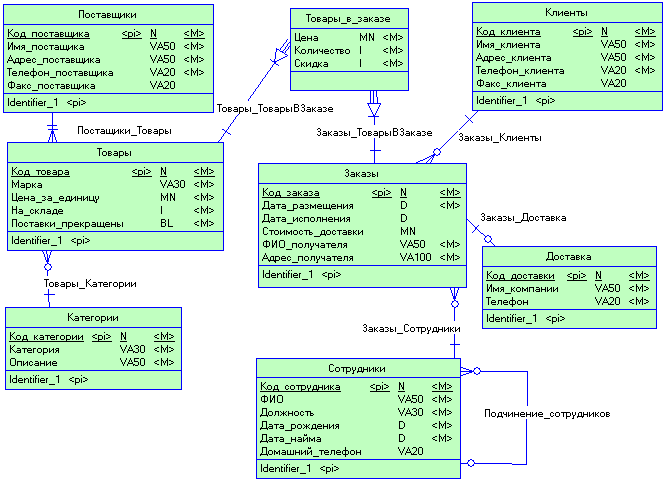 Поставщики
Код_поставщика <pi> N <M>
Имя_постащика VA50 <M>
Адрес_поставщика VA50 <M>
Телефон_поставщика VA20 <M>
Факс_поставщика VA20
Identifier_1 <pi>
Товары_в_заказе
Цена MN <M>
Количество I <M>
Скидка I <M>
Клиенты
Код_клиента <pi> N <M>
Имя_клиента VA50 <M>
Адрес_клиента VA50 <M>
Телефон_клиента VA20 <M>
Факс_клиента VA20
Identifier_1 <pi>
Товары_ТоварыВЗаказе
Постащики_Товары
Заказы_ТоварыВЗаказе
Заказы_Клиенты
Товары
Код_товара <pi> N <M>
Марка VA30 <M>
Цена_за_единицу MN <M>
На_складе I <M>
Поставки_прекращены BL <M>
Identifier_1 <pi>
Заказы
Код_заказа <pi> N <M>
Дата_размещения D <M>
Дата_исполнения D
Стоимость_доставки MN
ФИО_получателя VA50 <M>
Адрес_получателя VA100 <M>
Identifier_1 <pi>
Заказы_Доставка
Доставка
Код_доставки <pi> N <M>
Имя_компании VA50 <M>
Телефон VA20 <M>
Identifier_1 <pi>
Товары_Категории
Категории
Код_категории <pi> N <M>
Категория VA30 <M>
Описание VA50 <M>
Identifier_1 <pi>
Заказы_Сотрудники
Сотрудники
Код_сотрудника <pi> N <M>
ФИО VA50 <M>
Должность VA30 <M>
Дата_рождения D <M>
Дата_найма D <M>
Домашний_телефон VA20
Identifier_1 <pi>
Подчинение_сотрудников